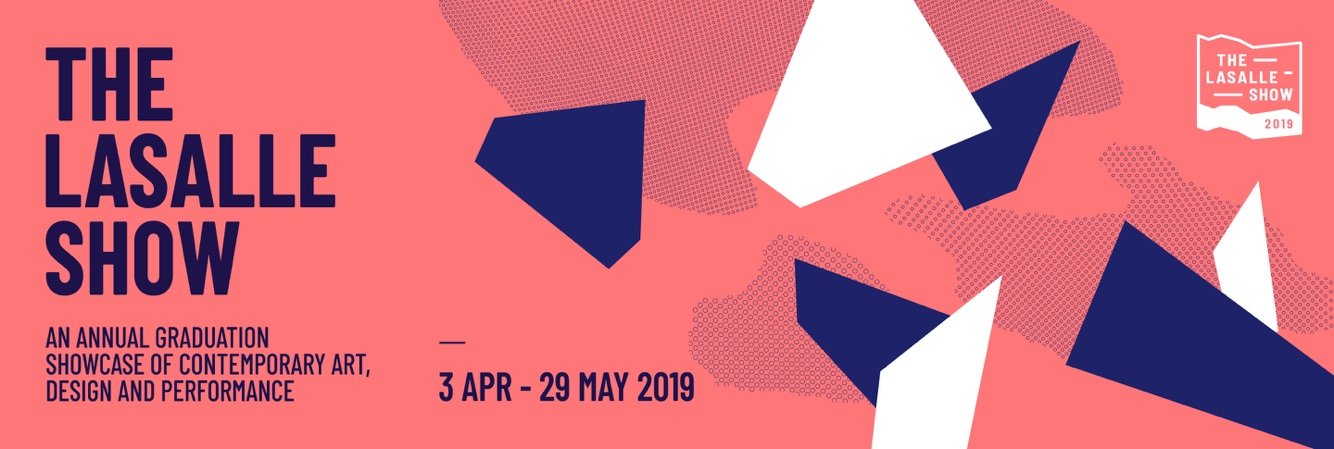 THE
LASALLE
SHOW
AN ANNUAL GRADUATION
SHOWCASE OF CONTEMPORARY ART,
DESIGN AND PERFORMANCE
3 APR - 29 MAY 2019
THE
LASALLE
SHOW
2019